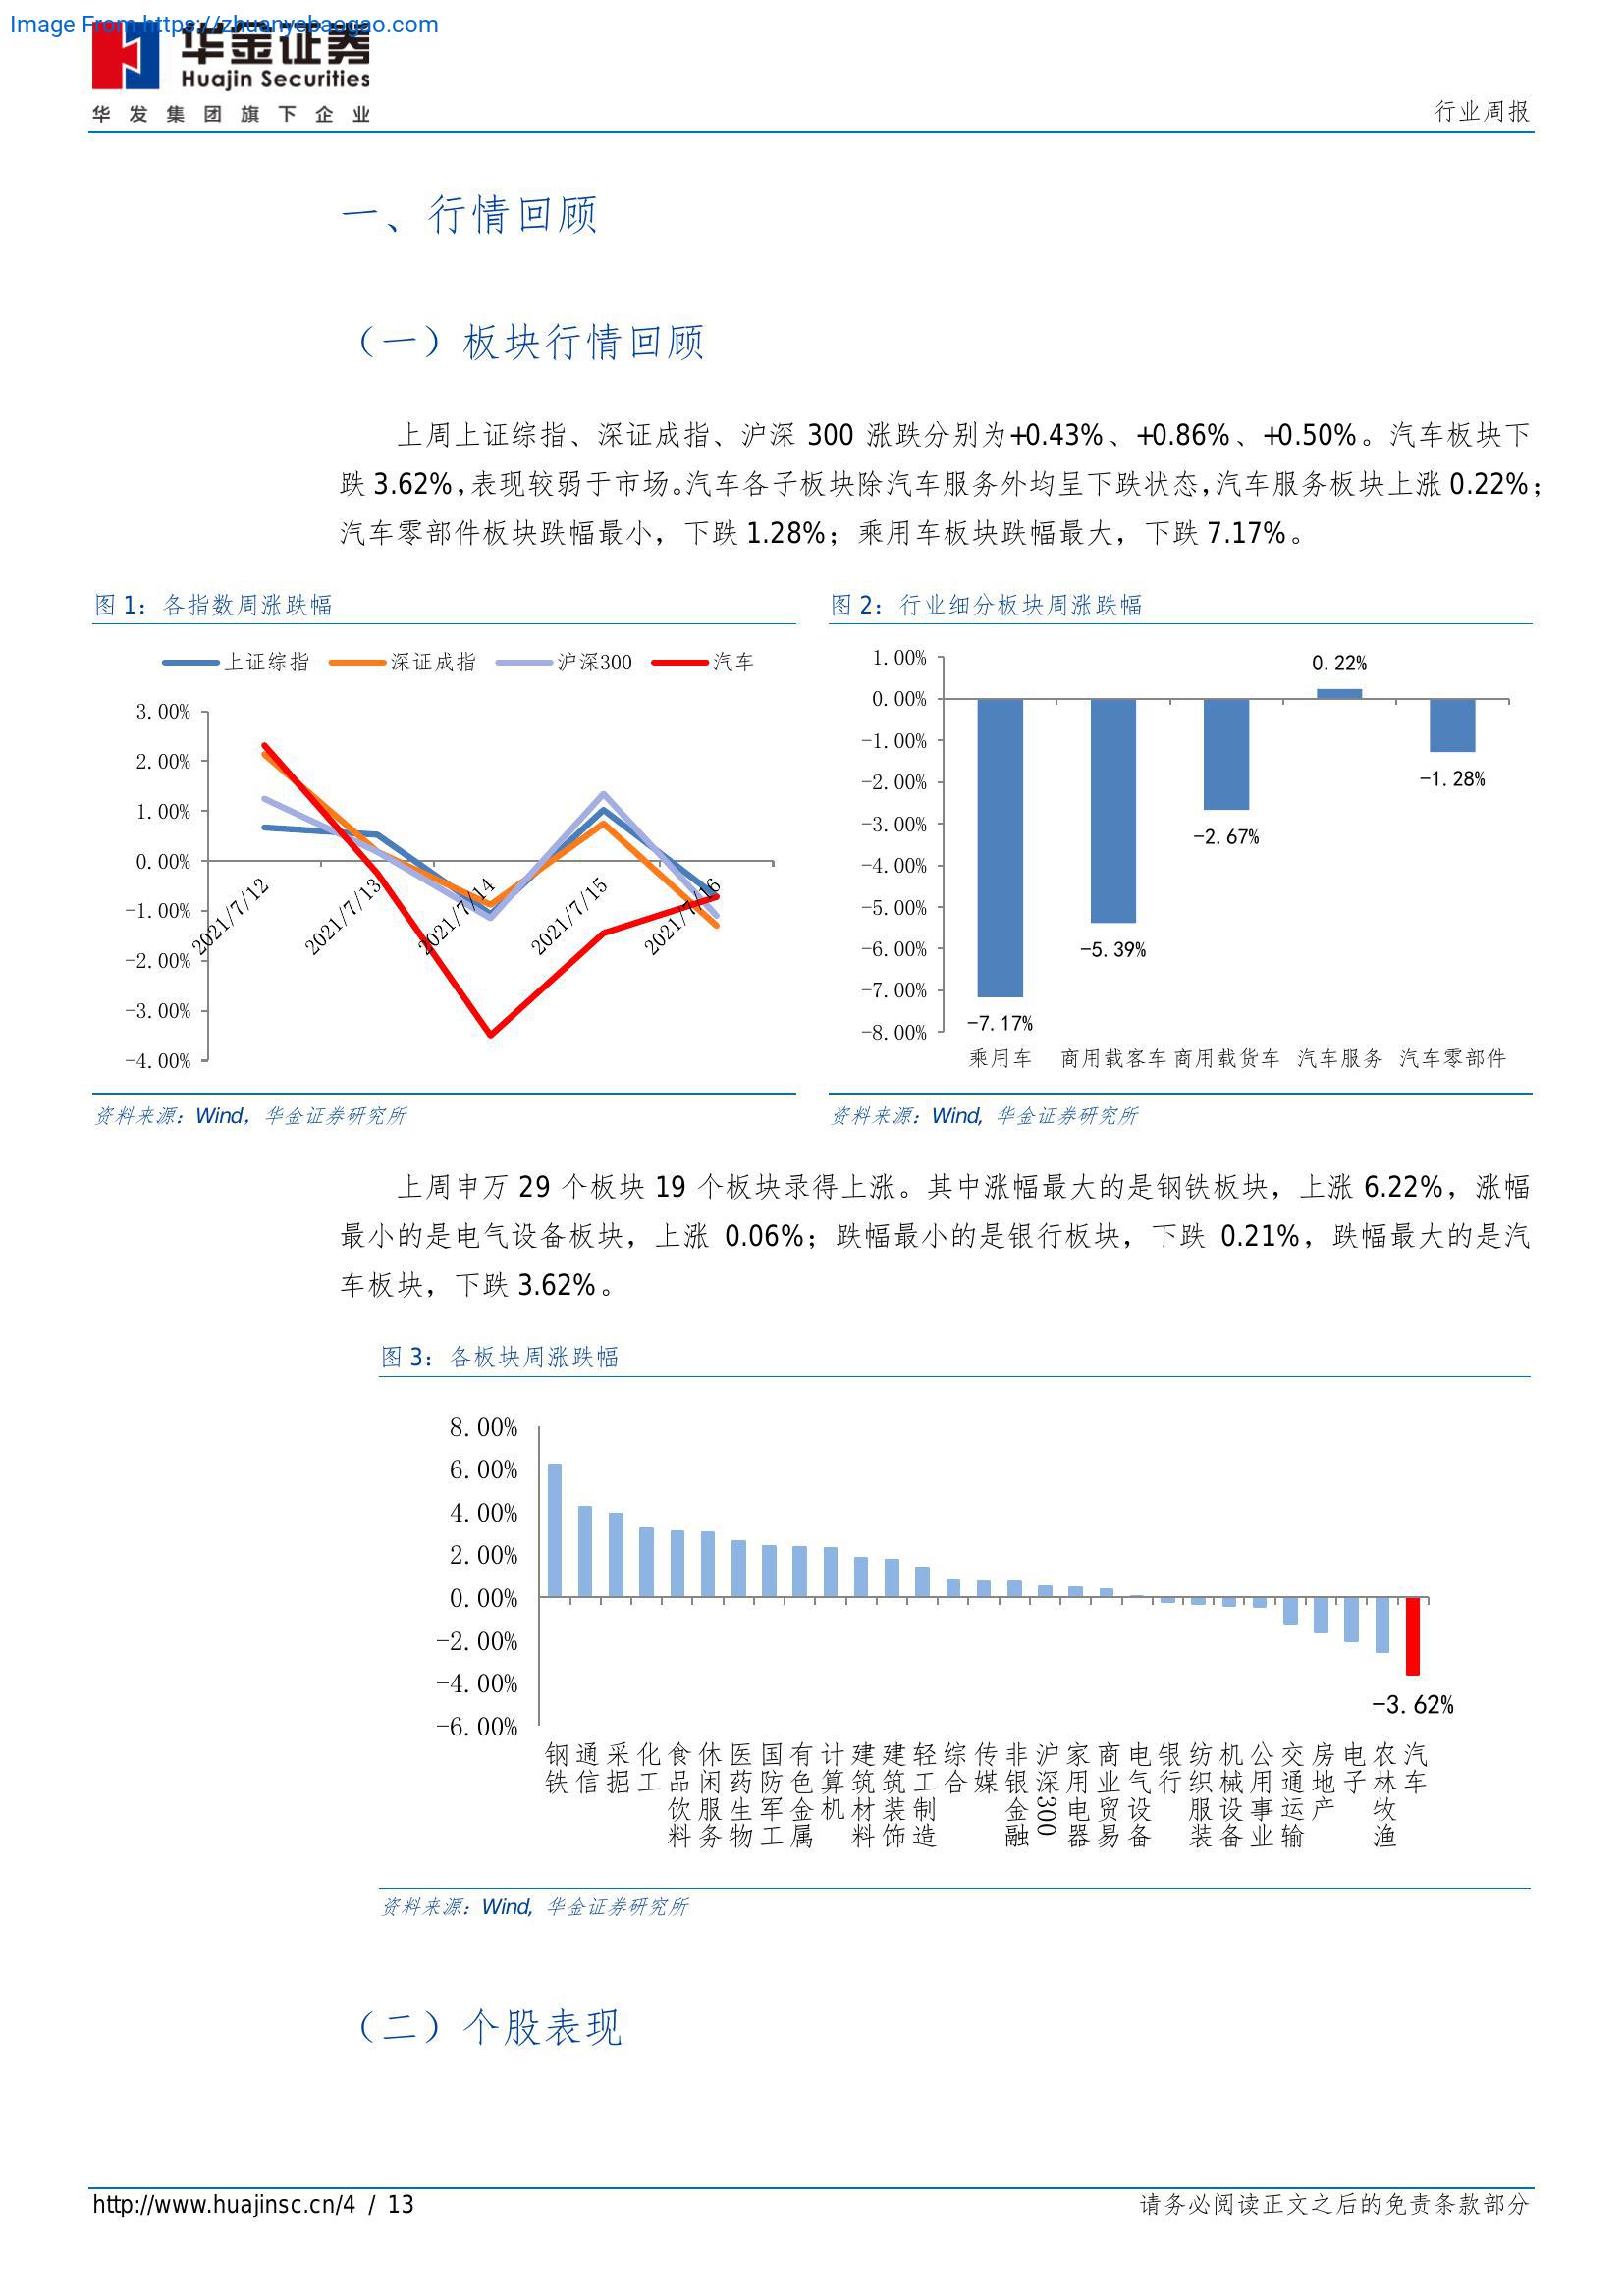 Image From https://zhuanyebaogao.com
华金证券
Huajin Securities
华发集团旗下企业
行业周报
一、行情回顾
（一）板块行情回顾
上周上证综指、深证成指、沪深 300 涨跌分别为+0.43%、+0.86%、+0.50%。汽车板块下
跌 3.62%，表现较弱于市场。汽车各子板块除汽车服务外均呈下跌状态，汽车服务板块上涨 0.22%；
汽车零部件板块跌幅最小，下跌 1.28%；乘用车板块跌幅最大，下跌 7.17%。
图 1：各指数周涨跌幅
上证综指 深证成指 沪深300 汽车
3.00%
2.00%
1.00%
0.00%
-1.00%
-2.00%
-3.00%
-4.00%
2021/7/12 2021/7/13 2021/7/14 2021/7/15 2021/7/16
资料来源：Wind，华金证券研究所
图 2：行业细分板块周涨跌幅
1.00%
0.00%
-1.00%
-2.00%
-3.00%
-4.00%
-5.00%
-6.00%
-7.00%
-8.00%
-7.17%
-5.39%
-2.67%
0.22%
-1.28%
乘用车 商用载客车 商用载货车 汽车服务 汽车零部件
资料来源：Wind, 华金证券研究所
上周申万 29 个板块 19 个板块录得上涨。其中涨幅最大的是钢铁板块，上涨 6.22%，涨幅
最小的是电气设备板块，上涨 0.06%；跌幅最小的是银行板块，下跌 0.21%，跌幅最大的是汽
车板块，下跌 3.62%。
图 3：各板块周涨跌幅
8.00%
6.00%
4.00%
2.00%
0.00%
-2.00%
-4.00%
-6.00%
-3.62%
钢铁
通信
采掘
化工
食品饮料
休闲服务
医药生物
国防军工
有色金属
计算机
建筑材料
建筑装饰
轻工制造
综合
传媒
非银金融
沪深300
家用电器
商业贸易
电气设备
银行
纺织服装
机械设备
公用事业
交通运输
房地产
电子
农林牧渔
汽车
资料来源：Wind, 华金证券研究所
（二）个股表现
http://www.huajinsc.cn/4 / 13
请务必阅读正文之后的免责条款部分